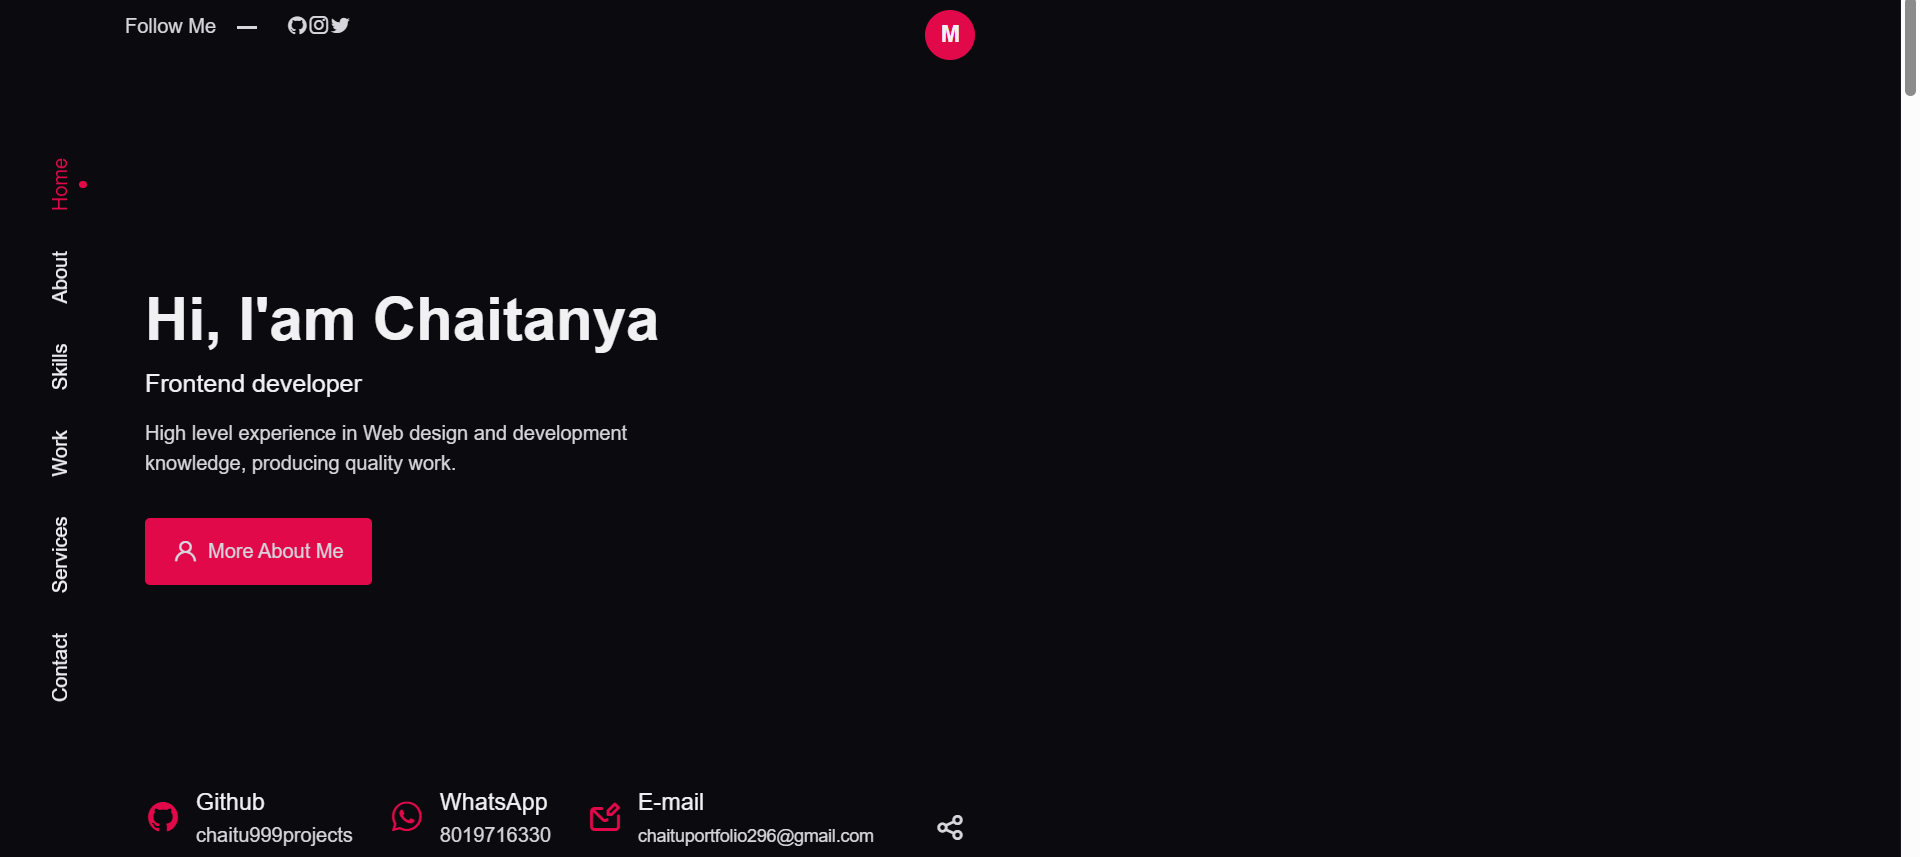 Follow Me
M
Home
About
Skills
Work
Services
Contact
Hi, I'am Chaitanya
Frontend developer
High level experience in Web design and development
knowledge, producing quality work.
More About Me
Github
chaitu999projects
WhatsApp
8019716330
E-mail
chaituportfolio296@gmail.com